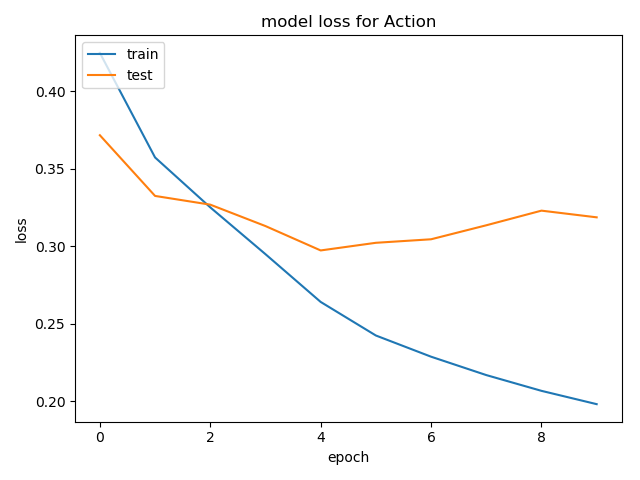 model loss for Action
train
test
0.40
0.35
0.30
0.25
0.20
loss
0 2 4 6 8
epoch